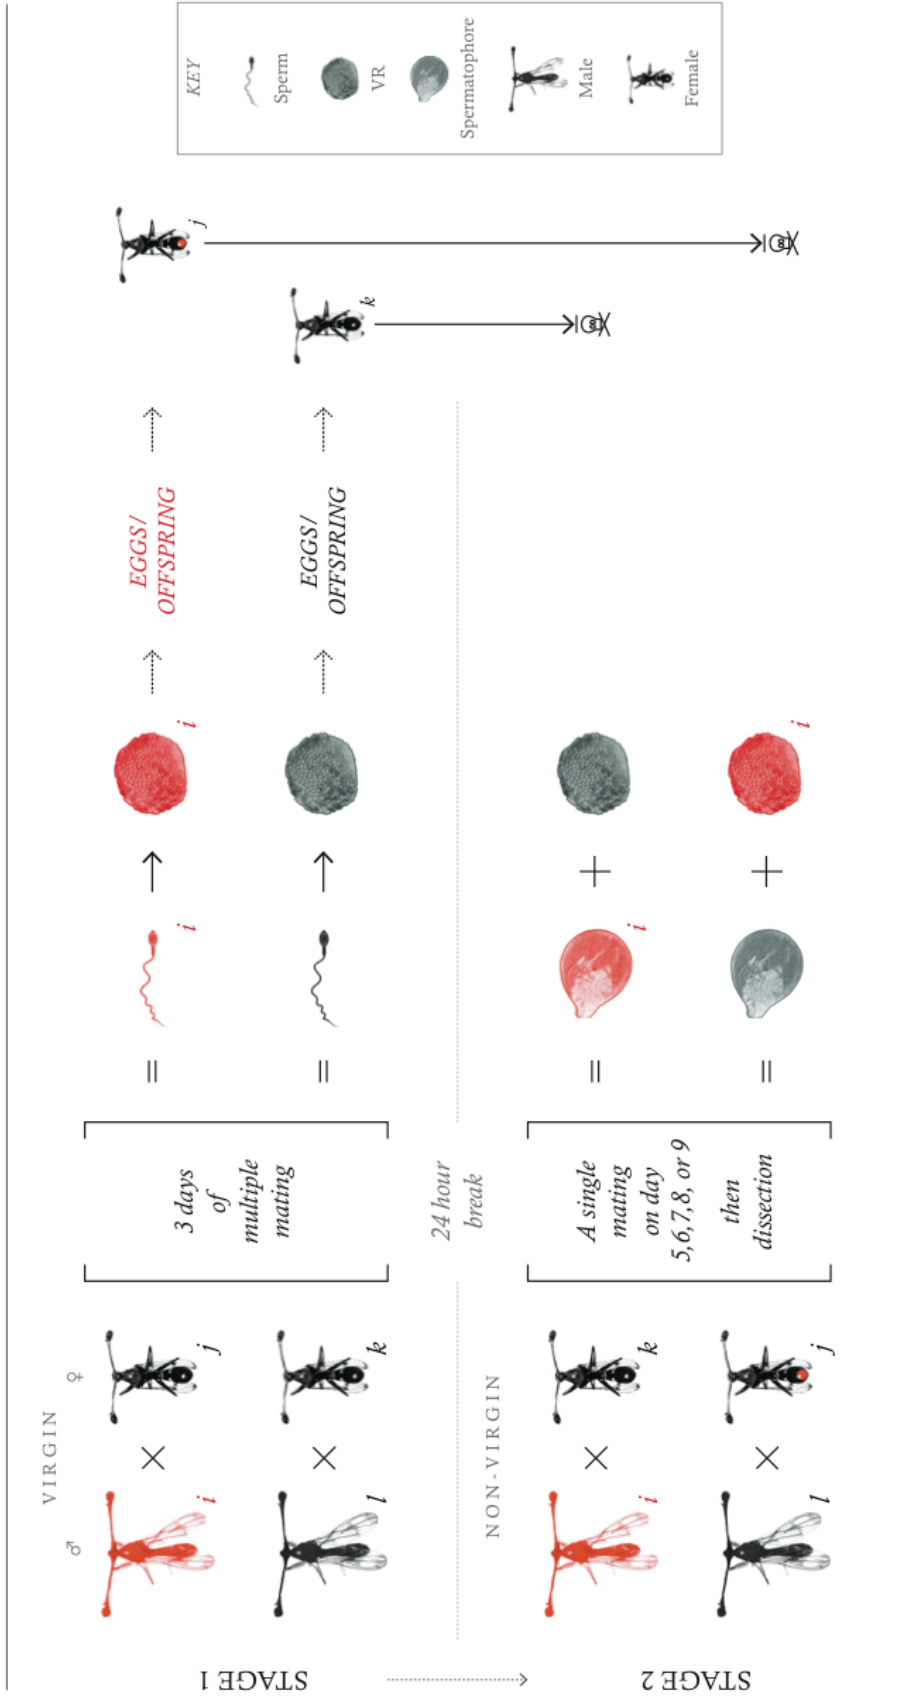 VIRGIN
♂ ♀
STAGE 1
i × j
l × k
3 days
of
multiple
mating
= i i
EGGS/
OFFSPRING
j
=
EGGS/
OFFSPRING
k
24 hour
break
NON-VIRGIN
STAGE 2
i × k
l × j
A single
mating
on day
5,6,7,8, or 9
then
dissection
= i +
= + i
KEY
Sperm
VR
Spermatophore
Male
Female